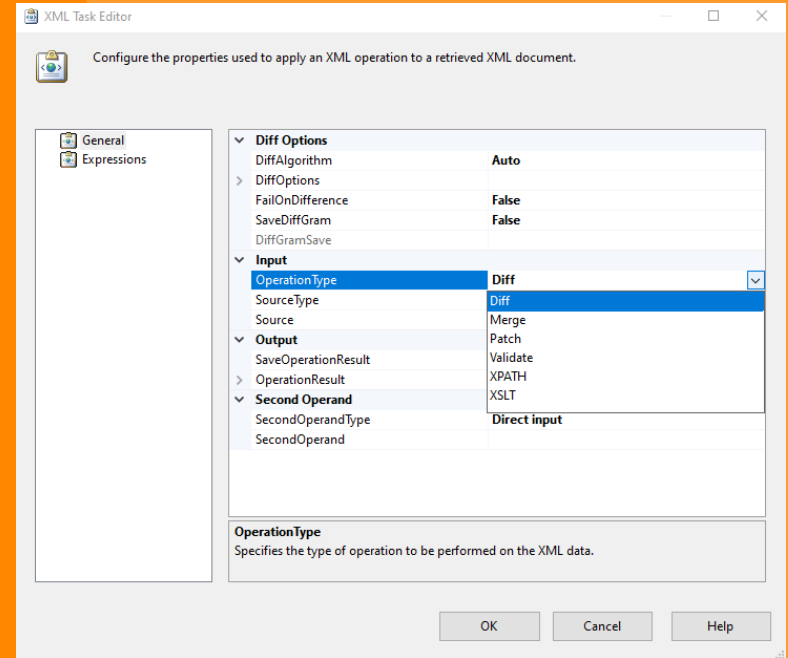 XML Task Editor
Configure the properties used to apply an XML operation to a retrieved XML document.
General
Expressions
Diff Options
DiffAlgorithm Auto
DiffOptions
FailOnDifference False
SaveDiffGram False
DiffGramSave
Input
OperationType Diff
SourceType Diff
Source Merge
Output Patch
SaveOperationResult Validate
OperationResult XPATH
Second Operand XSLT
SecondOperandType Direct input
SecondOperand
OperationType
Specifies the type of operation to be performed on the XML data.
OK Cancel Help